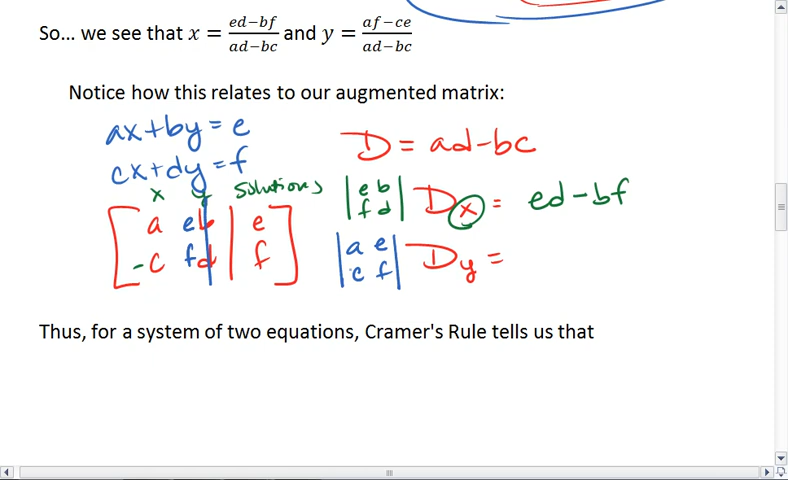 So... we see that x = ed−bf/ad−bc and y = af−ce/ad−bc
Notice how this relates to our augmented matrix:
ax+by = e
cx+dy = f
D = ad-bc
x y solutions
|e b| Dx = ed-bf
|f d|
[a eb | e]
[-c fd | f]
|a e| Dy =
|c f|
Thus, for a system of two equations, Cramer's Rule tells us that